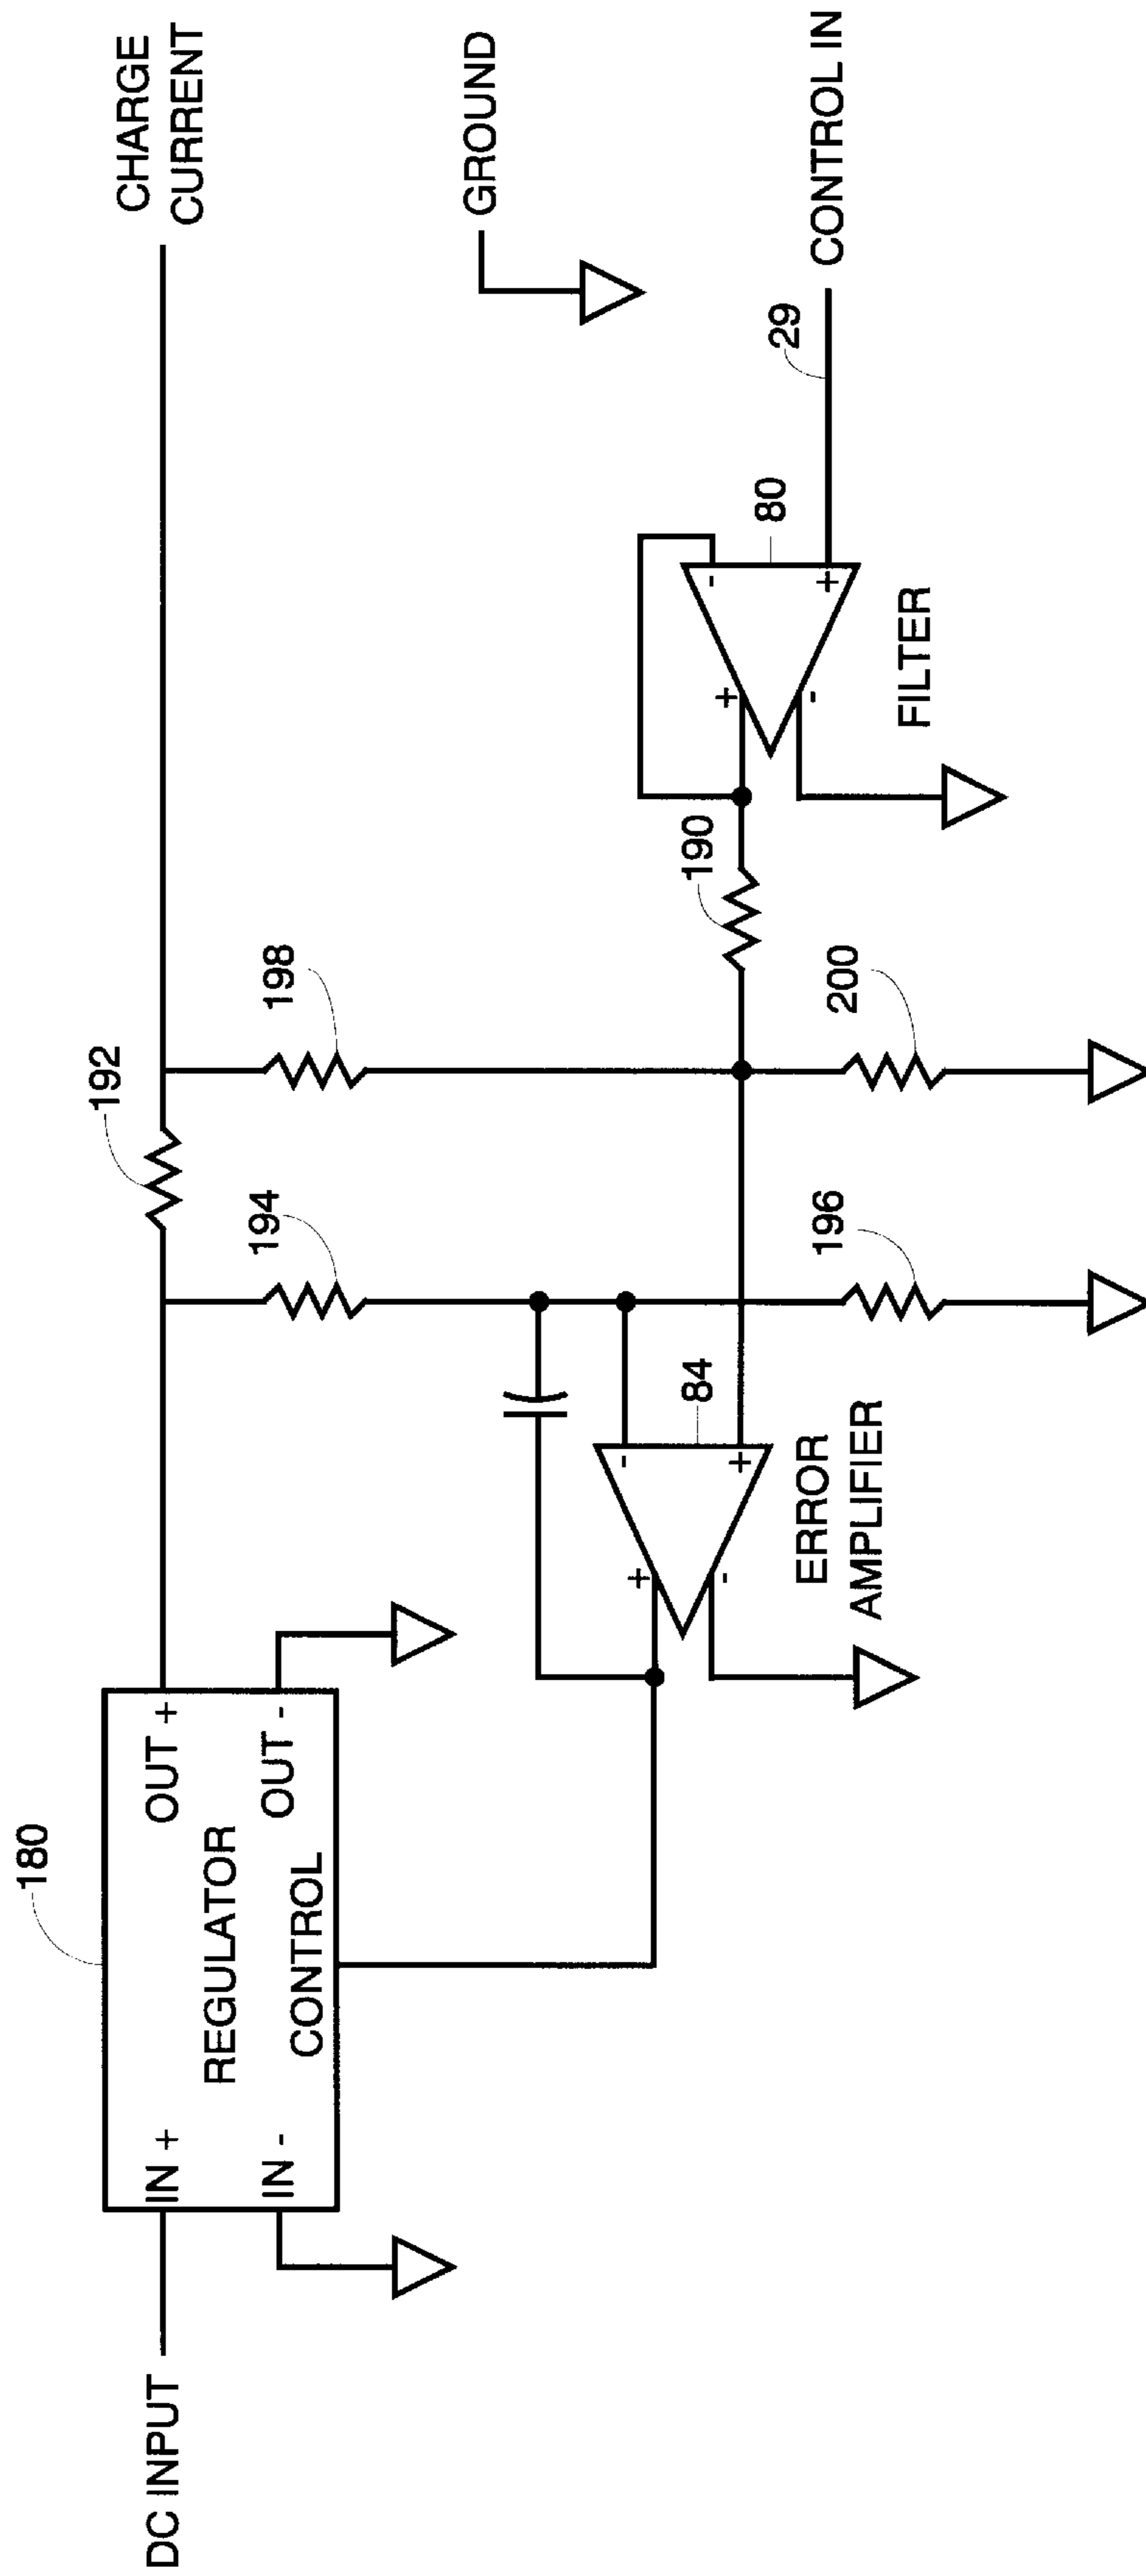 180
DC INPUT
IN +
IN -
REGULATOR
CONTROL
OUT +
OUT -
192
CHARGE
CURRENT
194
198
GROUND
+
-
-
+
84
ERROR
AMPLIFIER
196
200
190
+
-
-
+
80
FILTER
29
CONTROL IN